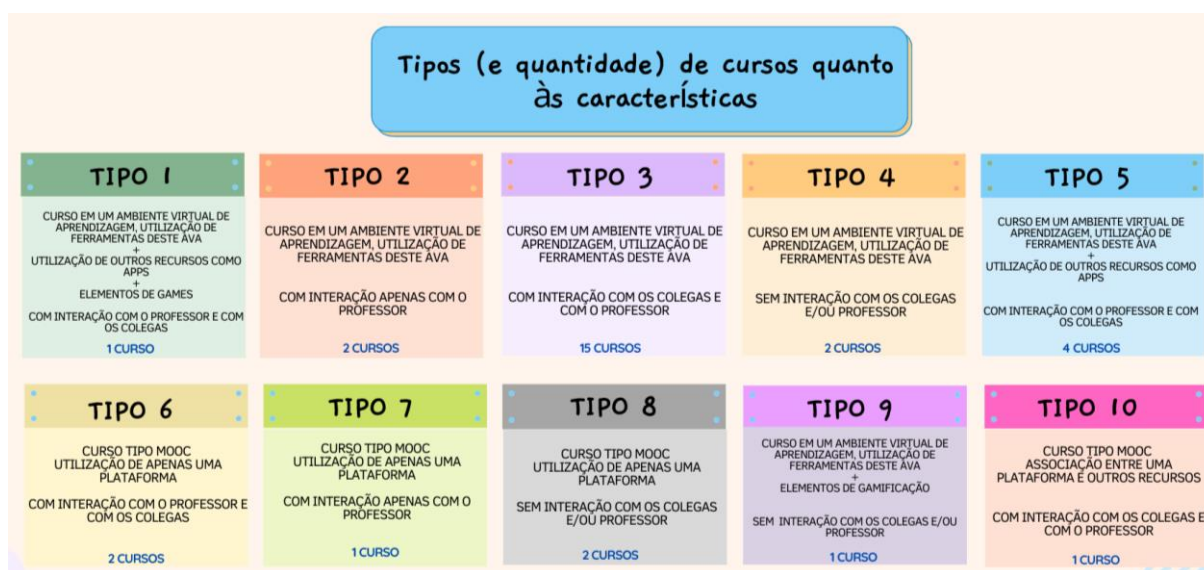 Tipos (e quantidade) de cursos quanto
às características
TIPO 1
CURSO EM UM AMBIENTE VIRTUAL DE
APRENDIZAGEM, UTILIZAÇÃO DE
FERRAMENTAS DESTE AVA
+
UTILIZAÇÃO DE OUTROS RECURSOS COMO
APPS
+
ELEMENTOS DE GAMES
COM INTERAÇÃO COM O PROFESSOR E COM
OS COLEGAS
1 CURSO
TIPO 2
CURSO EM UM AMBIENTE VIRTUAL DE
APRENDIZAGEM, UTILIZAÇÃO DE
FERRAMENTAS DESTE AVA
COM INTERAÇÃO APENAS COM O
PROFESSOR
2 CURSOS
TIPO 3
CURSO EM UM AMBIENTE VIRTUAL DE
APRENDIZAGEM, UTILIZAÇÃO DE
FERRAMENTAS DESTE AVA
COM INTERAÇÃO COM OS COLEGAS E
COM O PROFESSOR
15 CURSOS
TIPO 4
CURSO EM UM AMBIENTE VIRTUAL DE
APRENDIZAGEM, UTILIZAÇÃO DE
FERRAMENTAS DESTE AVA
SEM INTERAÇÃO COM OS COLEGAS
E/OU PROFESSOR
2 CURSOS
TIPO 5
CURSO EM UM AMBIENTE VIRTUAL DE
APRENDIZAGEM, UTILIZAÇÃO DE
FERRAMENTAS DESTE AVA
+
UTILIZAÇÃO DE OUTROS RECURSOS COMO
APPS
COM INTERAÇÃO COM O PROFESSOR E COM
OS COLEGAS
4 CURSOS
TIPO 6
CURSO TIPO MOOC
UTILIZAÇÃO DE APENAS UMA
PLATAFORMA
COM INTERAÇÃO COM O PROFESSOR E
COM OS COLEGAS
2 CURSOS
TIPO 7
CURSO TIPO MOOC
UTILIZAÇÃO DE APENAS UMA
PLATAFORMA
COM INTERAÇÃO APENAS COM O
PROFESSOR
1 CURSO
TIPO 8
CURSO TIPO MOOC
UTILIZAÇÃO DE APENAS UMA
PLATAFORMA
SEM INTERAÇÃO COM OS COLEGAS
E/OU PROFESSOR
2 CURSOS
TIPO 9
CURSO EM UM AMBIENTE VIRTUAL DE
APRENDIZAGEM, UTILIZAÇÃO DE
FERRAMENTAS DESTE AVA
+
ELEMENTOS DE GAMIFICAÇÃO
SEM INTERAÇÃO COM OS COLEGAS E/OU
PROFESSOR
1 CURSO
TIPO 10
CURSO TIPO MOOC
ASSOCIAÇÃO ENTRE UMA
PLATAFORMA E OUTROS RECURSOS
COM INTERAÇÃO COM OS COLEGAS E
COM O PROFESSOR
1 CURSO